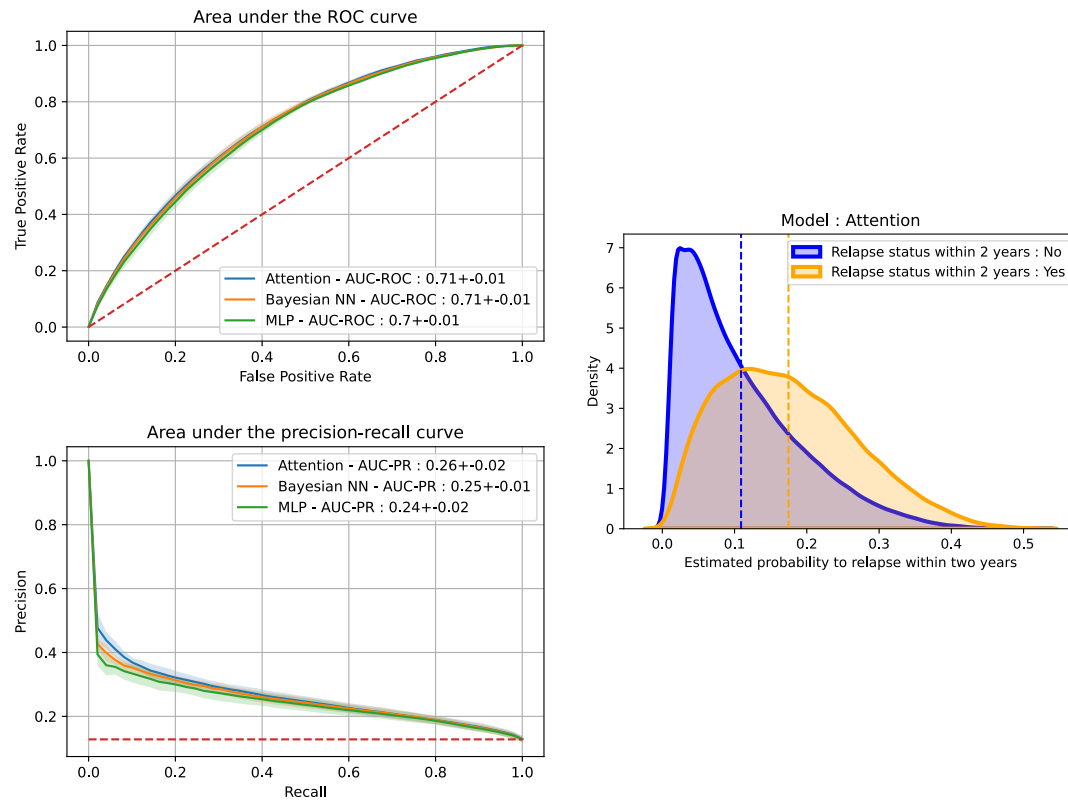 Area under the ROC curve
True Positive Rate
1.0
0.8
0.6
0.4
0.2
0.0
Attention - AUC-ROC : 0.71+-0.01
Bayesian NN - AUC-ROC : 0.71+-0.01
MLP - AUC-ROC : 0.7+-0.01
0.0 0.2 0.4 0.6 0.8 1.0
False Positive Rate
Area under the precision-recall curve
Precision
1.0
0.8
0.6
0.4
0.2
Attention - AUC-PR : 0.26+-0.02
Bayesian NN - AUC-PR : 0.25+-0.01
MLP - AUC-PR : 0.24+-0.02
0.0 0.2 0.4 0.6 0.8 1.0
Recall
Model : Attention
Density
7
6
5
4
3
2
1
0
Relapse status within 2 years : No
Relapse status within 2 years : Yes
0.0 0.1 0.2 0.3 0.4 0.5
Estimated probability to relapse within two years